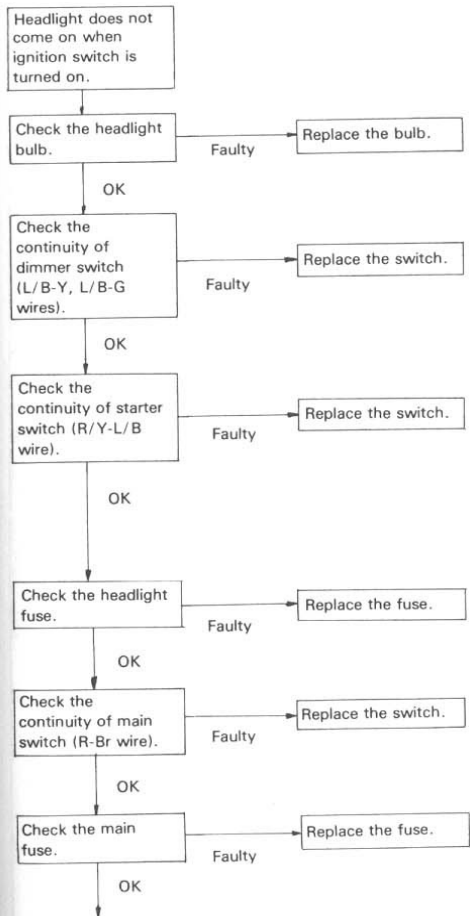 Headlight does not
come on when
ignition switch is
turned on.
Check the headlight
bulb.
Faulty
Replace the bulb.
OK
Check the
continuity of
dimmer switch
(L/B-Y, L/B-G
wires).
Faulty
Replace the switch.
OK
Check the
continuity of starter
switch (R/Y-L/B
wire).
Faulty
Replace the switch.
OK
Check the headlight
fuse.
Faulty
Replace the fuse.
OK
Check the
continuity of main
switch (R-Br wire).
Faulty
Replace the switch.
OK
Check the main
fuse.
Faulty
Replace the fuse.
OK